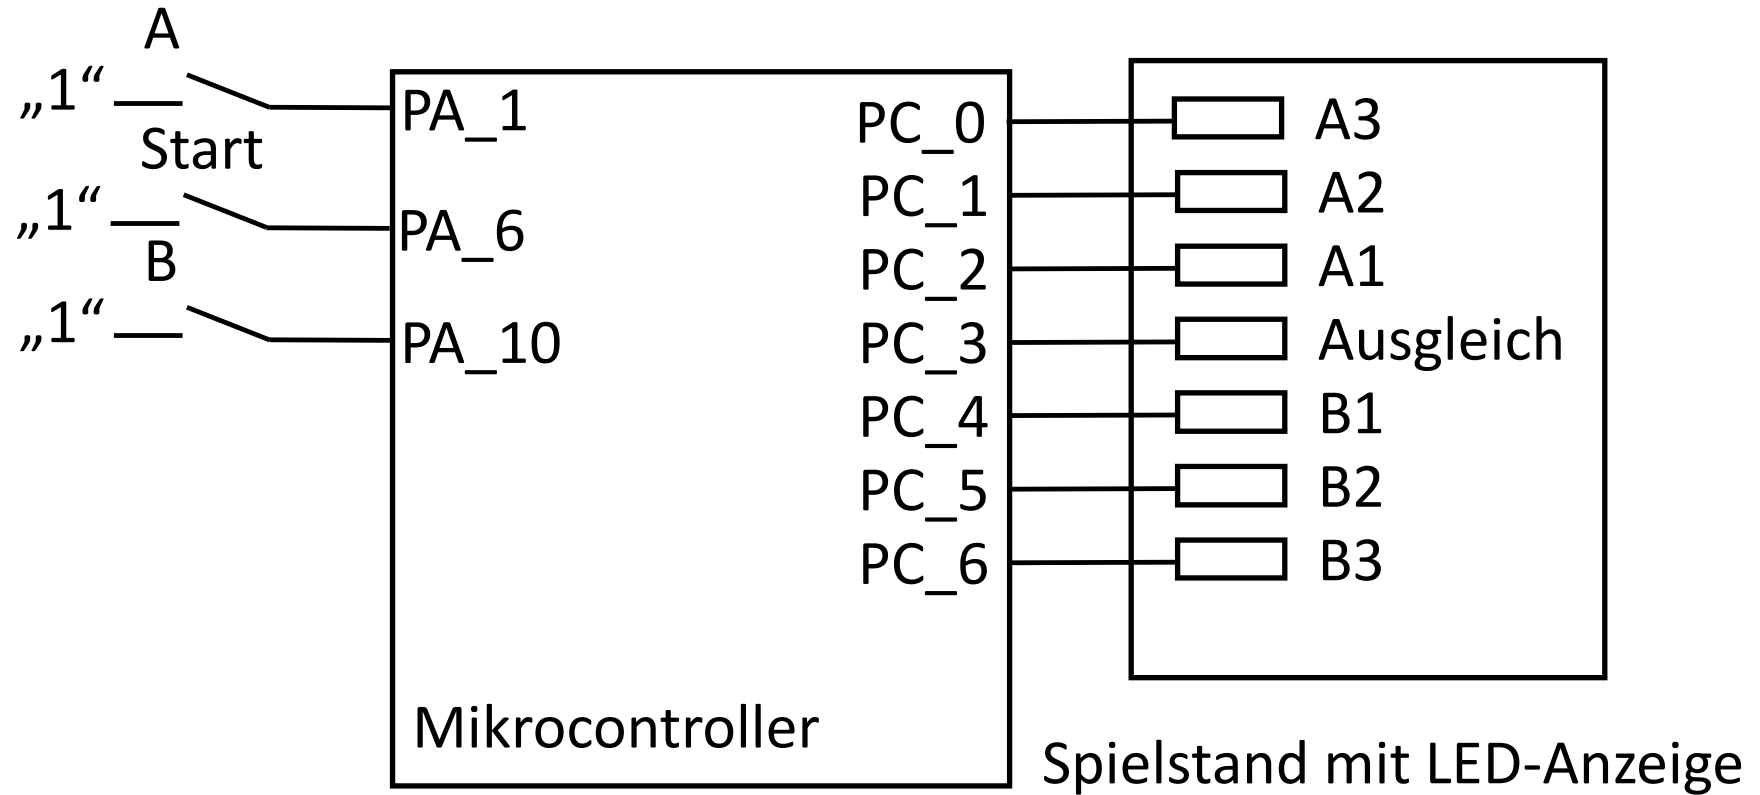 A
„1“
PA_1
Start
„1“
PA_6
B
„1“
PA_10
PC_0
PC_1
PC_2
PC_3
PC_4
PC_5
PC_6
A3
A2
A1
Ausgleich
B1
B2
B3
Mikrocontroller
Spielstand mit LED-Anzeige